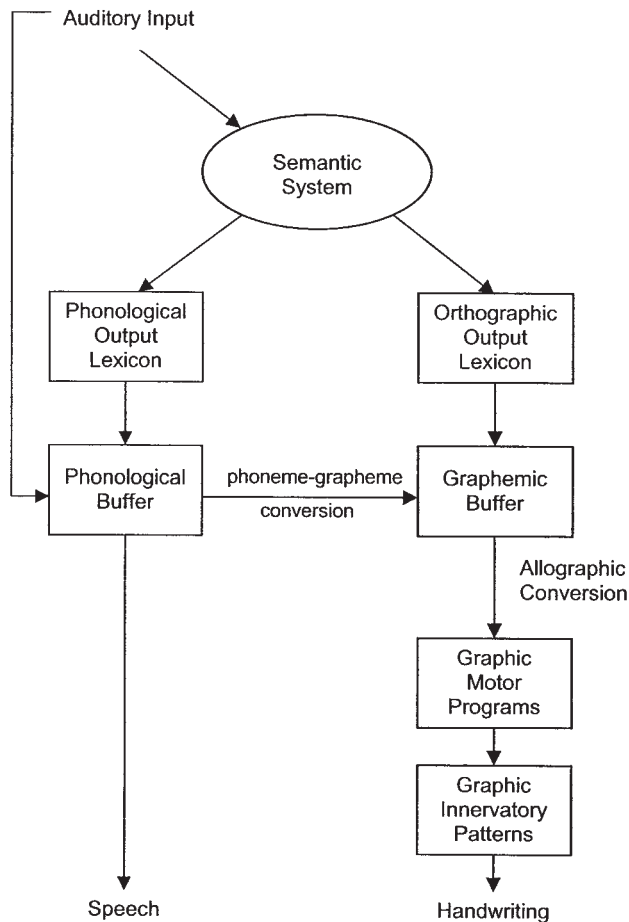 Auditory Input
Semantic
System
Phonological
Output
Lexicon
Orthographic
Output
Lexicon
Phonological
Buffer
phoneme-grapheme
conversion
Graphemic
Buffer
Allographic
Conversion
Graphic
Motor
Programs
Graphic
Innervatory
Patterns
Speech
Handwriting